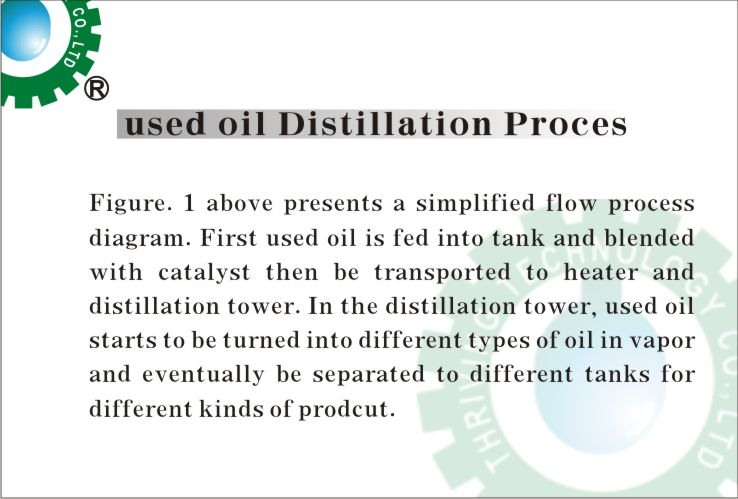 CO.,LTD
®
used oil Distillation Proces
Figure. 1 above presents a simplified flow process
diagram. First used oil is fed into tank and blended
with catalyst then be transported to heater and
distillation tower. In the distillation tower, used oil
starts to be turned into different types of oil in vapor
and eventually be separated to different tanks for
different kinds of prodcut.
THRIVING TECHNOLOGY CO.,LTD